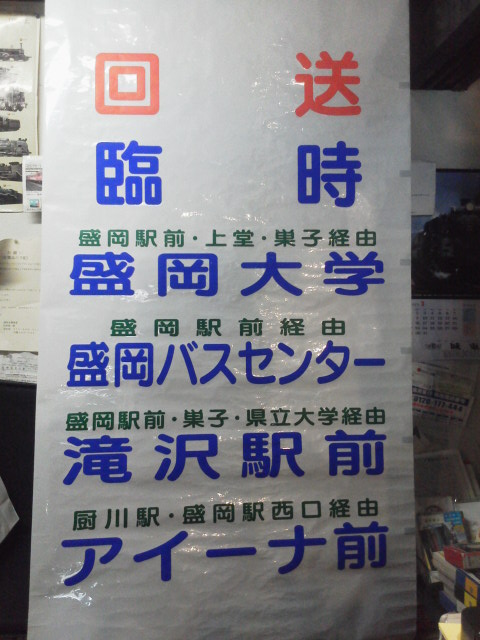 回送
臨時
盛岡駅前・上堂・巣子経由
盛岡大学
盛岡駅前経由
盛岡バスセンター
盛岡駅前・巣子・県立大学経由
滝沢駅前
厨川駅・盛岡駅西口経由
アイーナ前